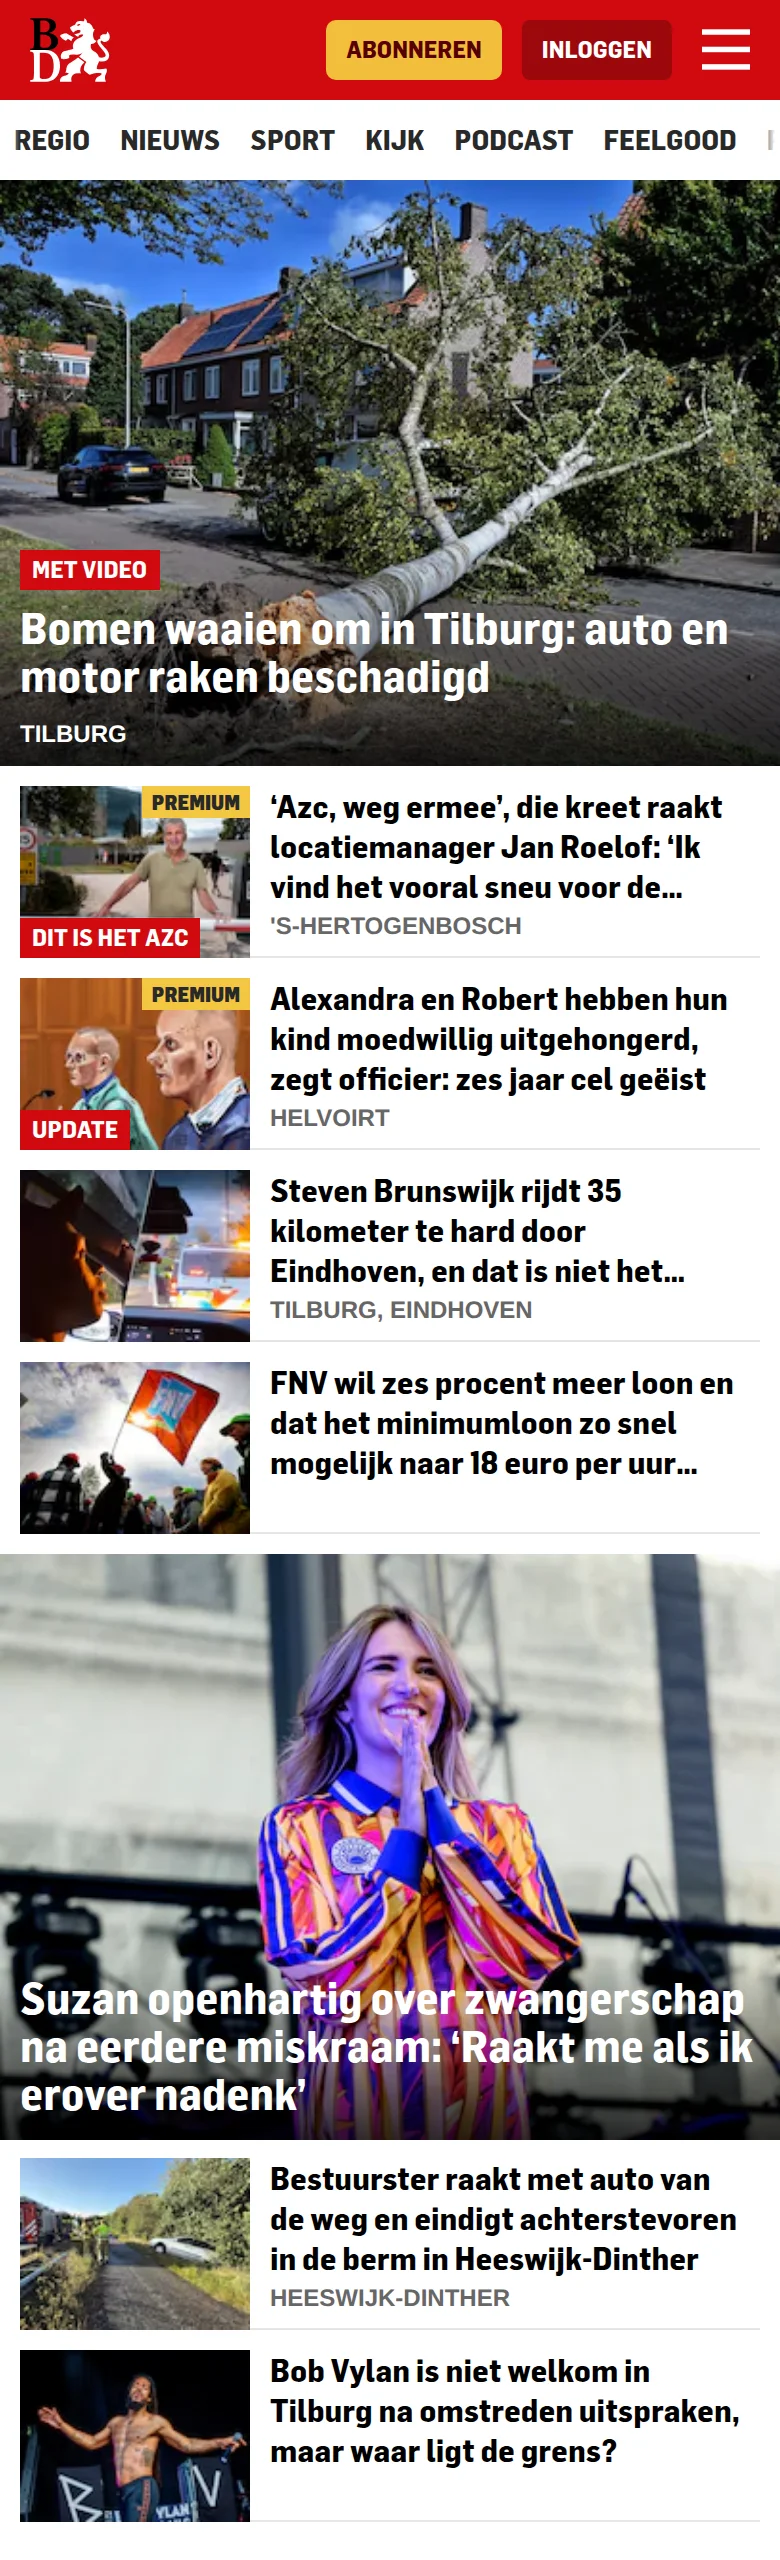 BD
ABONNEREN
INLOGGEN
REGIO NIEUWS SPORT KIJK PODCAST FEELGOOD
MET VIDEO
Bomen waaien om in Tilburg: auto en
motor raken beschadigd
TILBURG
PREMIUM
DIT IS HET AZC
‘Azc, weg ermee’, die kreet raakt
locatiemanager Jan Roelof: ‘Ik
vind het vooral sneu voor de...
'S-HERTOGENBOSCH
PREMIUM
UPDATE
Alexandra en Robert hebben hun
kind moedwillig uitgehongerd,
zegt officier: zes jaar cel geëist
HELVOIRT
Steven Brunswijk rijdt 35
kilometer te hard door
Eindhoven, en dat is niet het...
TILBURG, EINDHOVEN
FNV wil zes procent meer loon en
dat het minimumloon zo snel
mogelijk naar 18 euro per uur...
Suzan openhartig over zwangerschap
na eerdere miskraam: ‘Raakt me als ik
erover nadenk’
Bestuurster raakt met auto van
de weg en eindigt achterstevoren
in de berm in Heeswijk-Dinther
HEESWIJK-DINTHER
Bob Vylan is niet welkom in
Tilburg na omstreden uitspraken,
maar waar ligt de grens?